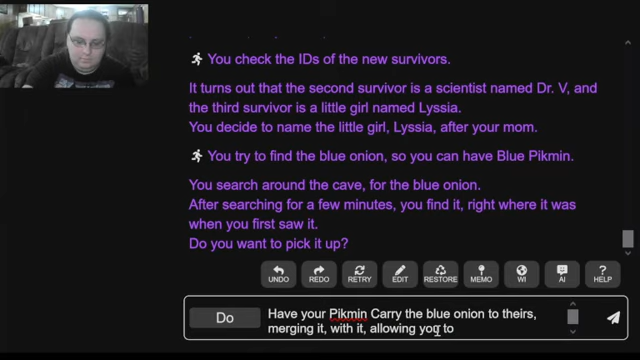 You check the IDs of the new survivors.
It turns out that the second survivor is a scientist named Dr. V, and
the third survivor is a little girl named Lyssia.
You decide to name the little girl, Lyssia, after your mom.
You try to find the blue onion, so you can have Blue Pikmin.
You search around the cave, for the blue onion.
After searching for a few minutes, you find it, right where it was
when you first saw it.
Do you want to pick it up?
UNDO REDO RETRY EDIT RESTORE MEMO WI AI HELP
Do
Have your Pikmin Carry the blue onion to theirs,
merging it, with it, allowing you to